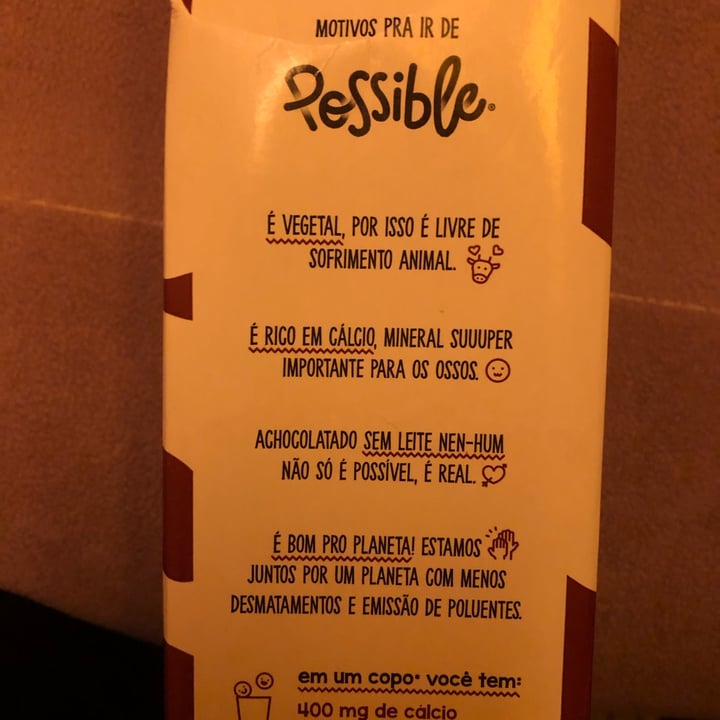 MOTIVOS PRA IR DE
Possible®
É VEGETAL, POR ISSO É LIVRE DE
SOFRIMENTO ANIMAL.
É RICO EM CÁLCIO, MINERAL SUUUPER
IMPORTANTE PARA OS OSSOS.
ACHOCOLATADO SEM LEITE NEN-HUM
NÃO SÓ É POSSÍVEL, É REAL.
É BOM PRO PLANETA! ESTAMOS
JUNTOS POR UM PLANETA COM MENOS
DESMATAMENTOS E EMISSÃO DE POLUENTES.
em um copo* você tem:
400 mg de cálcio